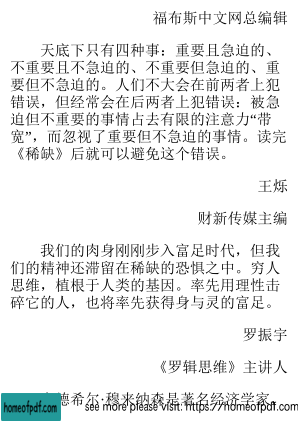 福布斯中文网总编辑
天底下只有四种事：重要且急迫的、
不重要且不急迫的、不重要但急迫的、重
要但不急迫的。人们不大会在前两者上犯
错误，但经常会在后两者上犯错误：被急
迫但不重要的事情占去有限的注意力“带
宽”，而忽视了重要但不急迫的事情。读完
《稀缺》后就可以避免这个错误。
王烁
财新传媒主编
我们的肉身刚刚步入富足时代，但我
们的精神还滞留在稀缺的恐惧之中。穷人
思维，植根于人类的基因。率先用理性击
碎它的人，也将率先获得身与灵的富足。
罗振宇
《罗辑思维》主讲人
德希尔·穆来纳森是著名经济学家，
homeofpdf.com
see more please visit:https://homeofpdf.com